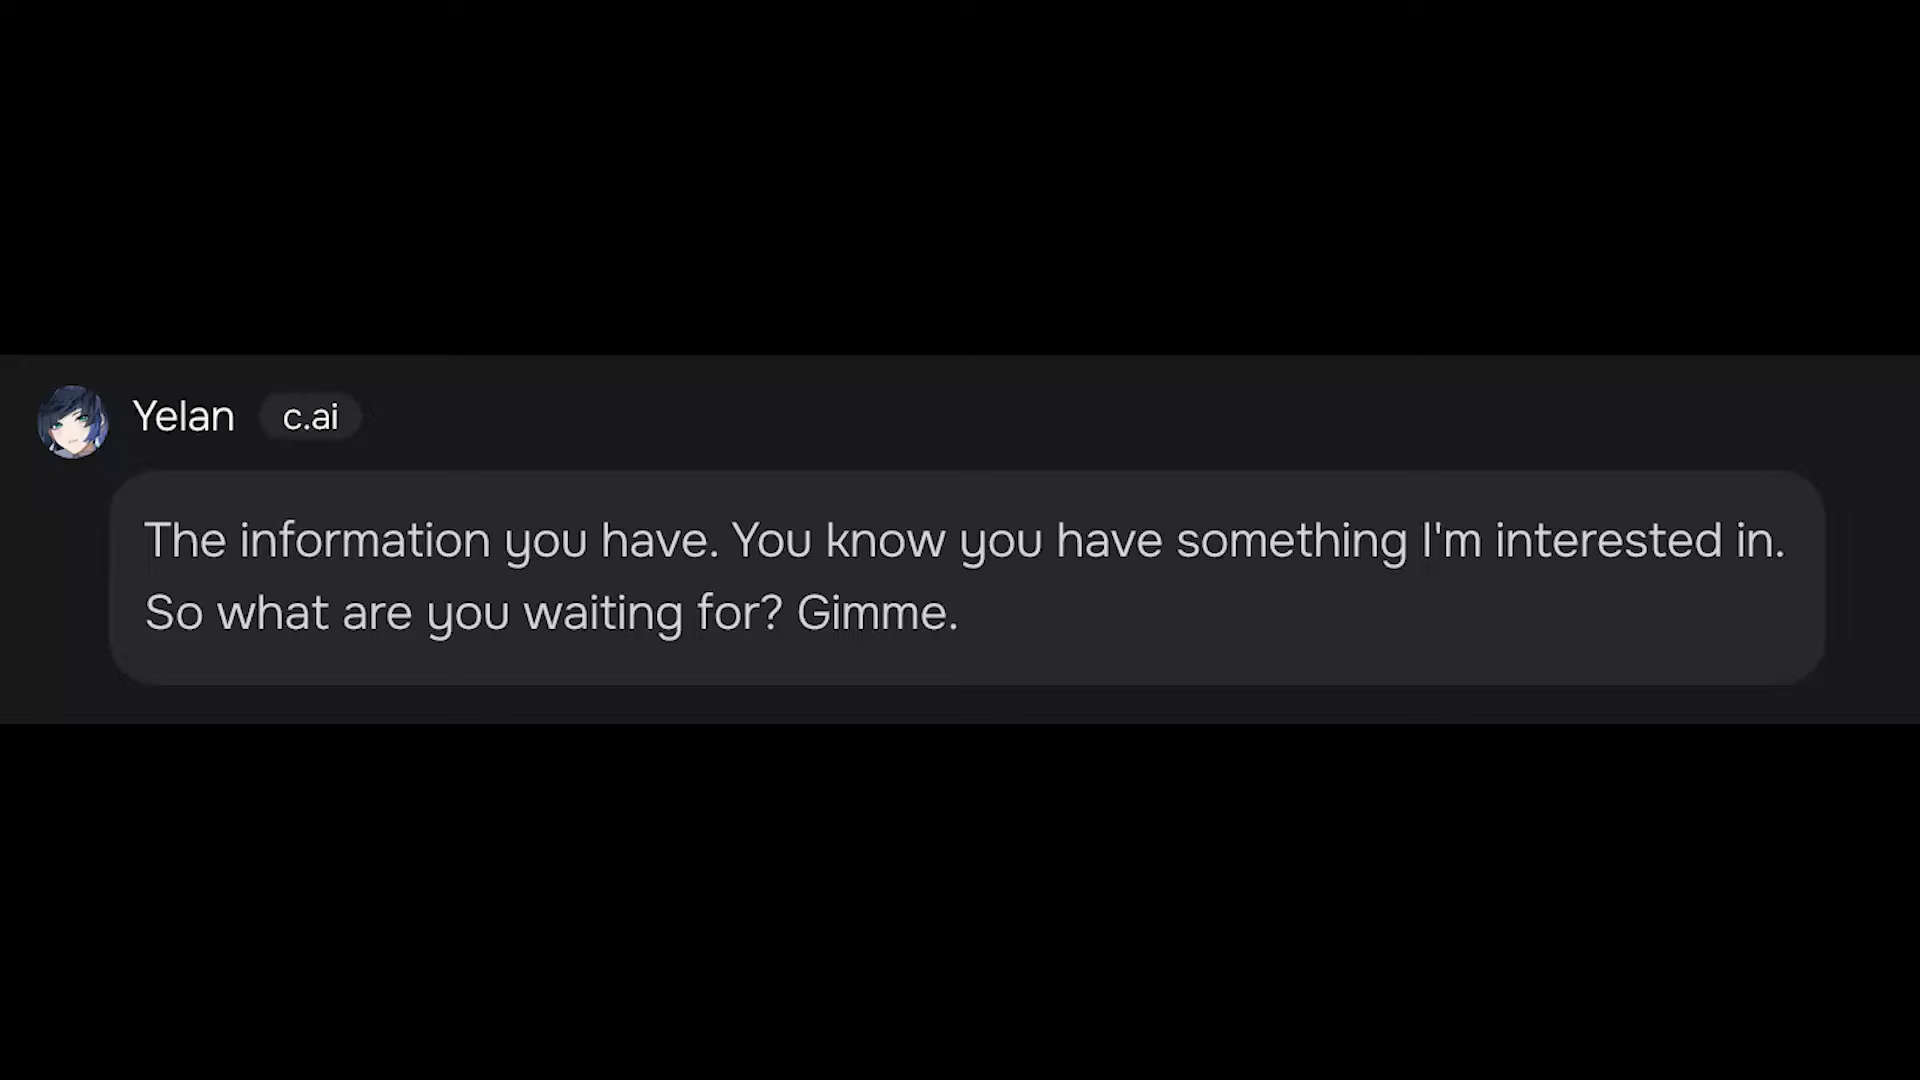 Yelan c.ai
The information you have. You know you have something I'm interested in.
So what are you waiting for? Gimme.